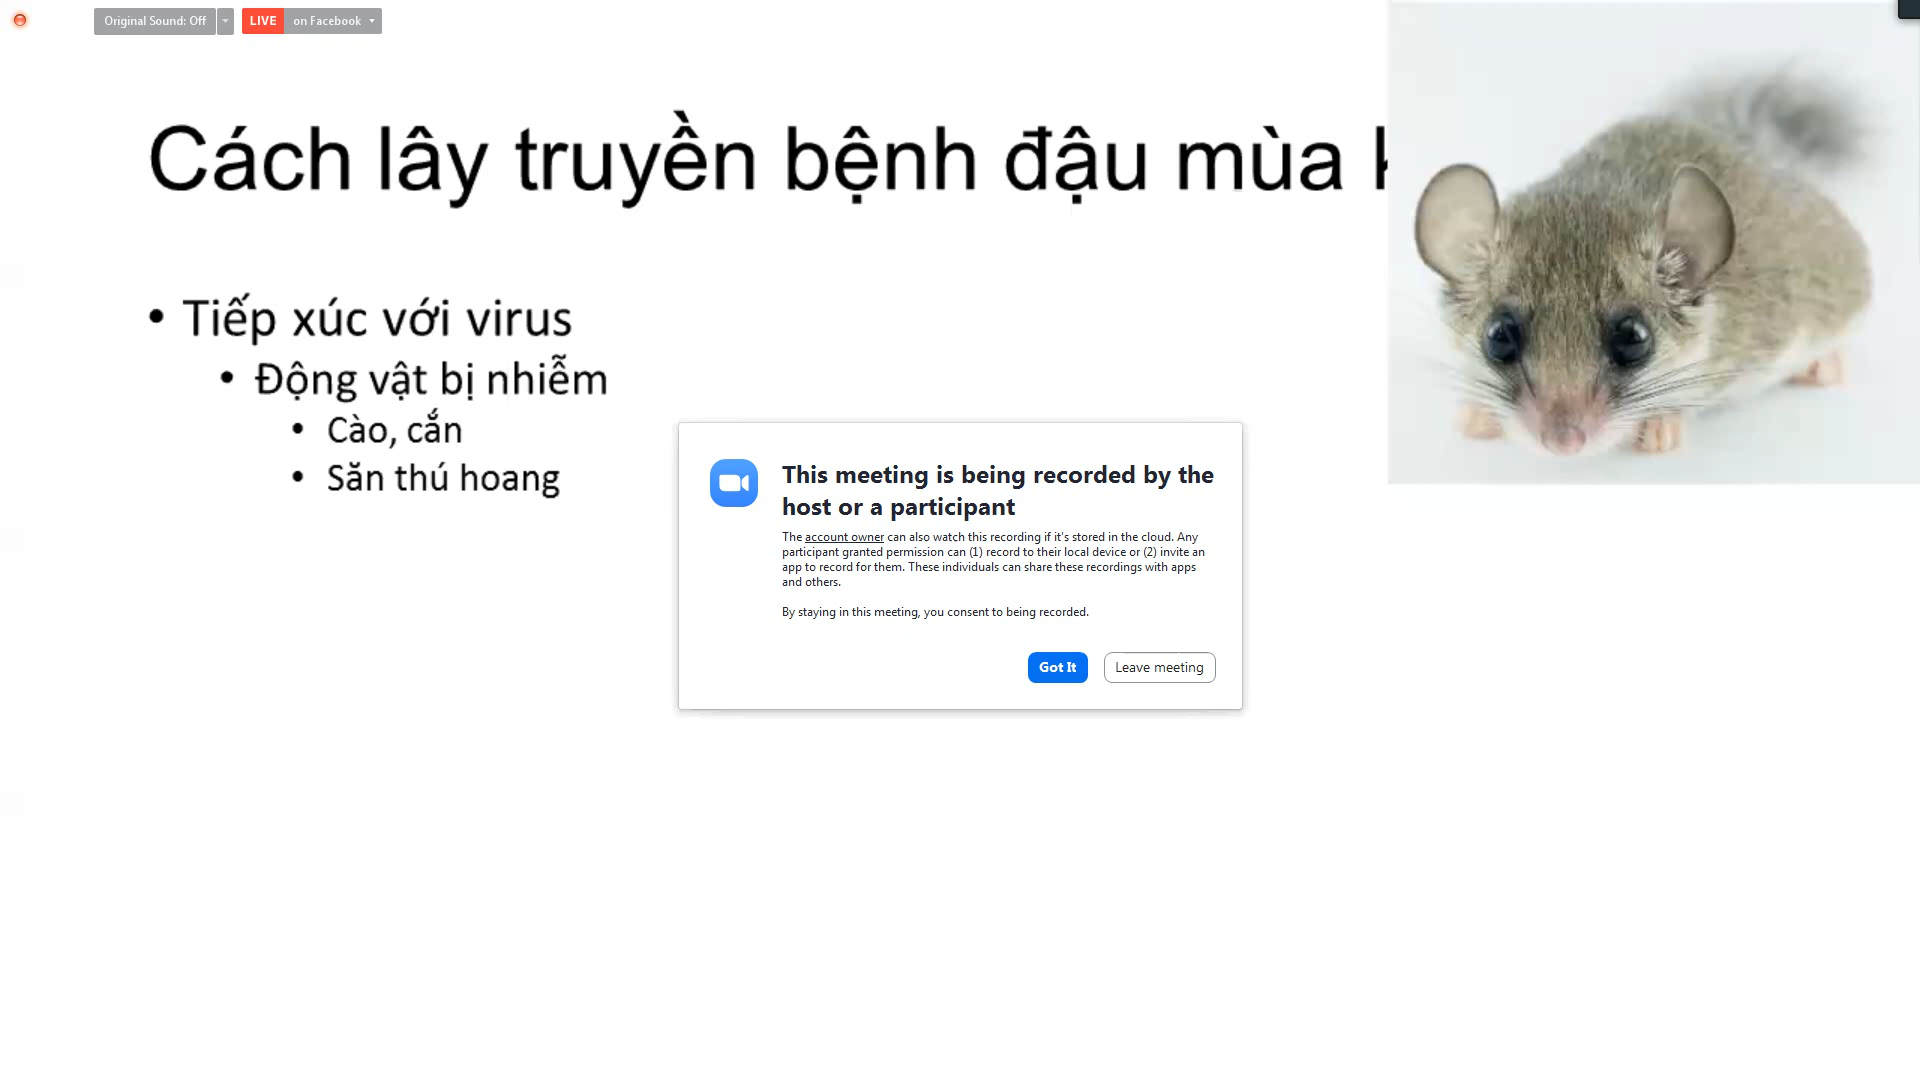 Original Sound: Off
LIVE on Facebook
Cách lây truyền bệnh đậu mùa
• Tiếp xúc với virus
• Động vật bị nhiễm
• Cào, cắn
• Săn thú hoang
This meeting is being recorded by the
host or a participant
The account owner can also watch this recording if it's stored in the cloud. Any
participant granted permission can (1) record to their local device or (2) invite an
app to record for them. These individuals can share these recordings with apps
and others.
By staying in this meeting, you consent to being recorded.
Got It
Leave meeting